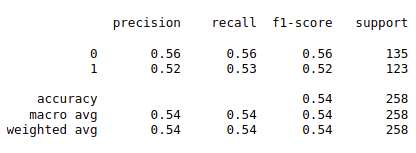 precision recall f1-score support
0 0.56 0.56 0.56 135
1 0.52 0.53 0.52 123
accuracy 0.54 258
macro avg 0.54 0.54 0.54 258
weighted avg 0.54 0.54 0.54 258